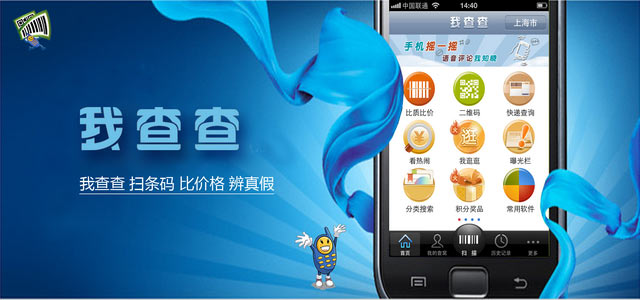 我查查
我查查 扫条码 比价格 辨真假
中国联通
14:40
我查查
上海市
手机摇一摇
语音评论我知晓
比质比价
二维码
快递查询
看热闹
我逛逛
曝光栏
分类搜索
积分奖品
常用软件
首页
我的查窝
扫描
历史记录
更多